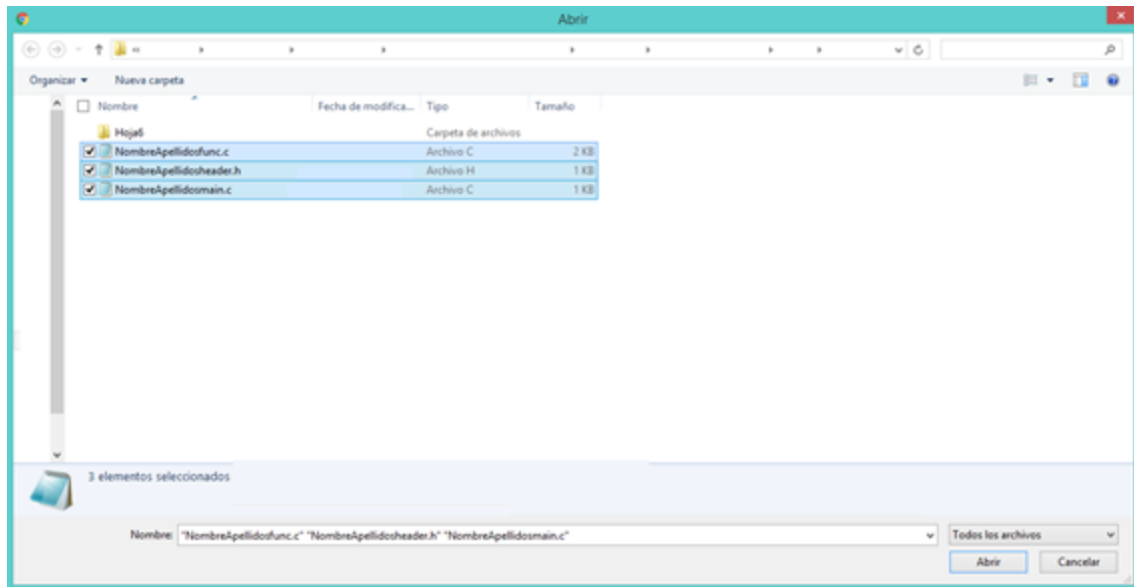 Abrir
«
Organizar Nueva carpeta
Nombre Fecha de modifica... Tipo Tamaño
Hoja6 Carpeta de archivos
NombreApellidosfunc.c Archivo C 2 KB
NombreApellidosheader.h Archivo H 1 KB
NombreApellidosmain.c Archivo C 1 KB
3 elementos seleccionados
Nombre: "NombreApellidosfunc.c" "NombreApellidosheader.h" "NombreApellidosmain.c" Todos los archivos
Abrir Cancelar